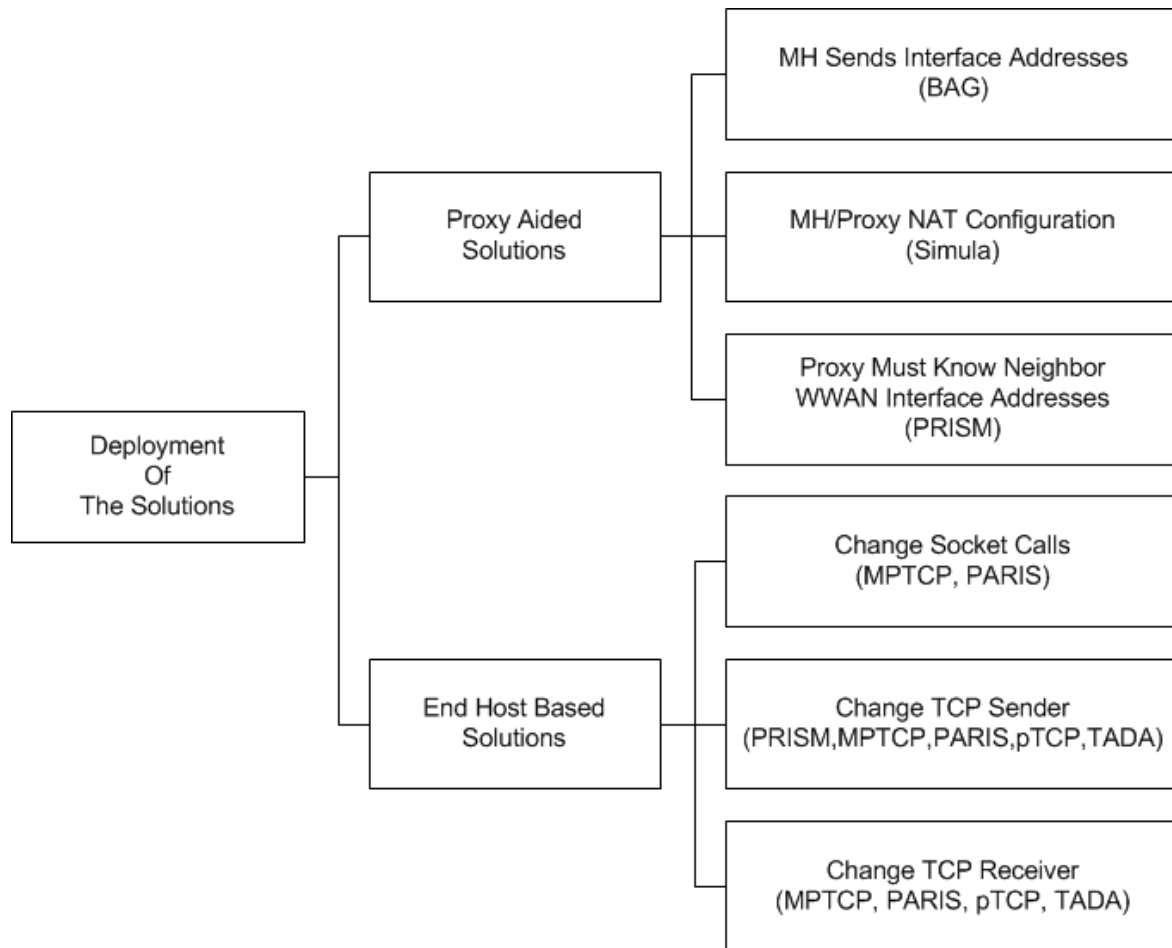 MH Sends Interface Addresses
(BAG)
Proxy Aided
Solutions
MH/Proxy NAT Configuration
(Simula)
Proxy Must Know Neighbor
WWAN Interface Addresses
(PRISM)
Deployment
Of
The Solutions
Change Socket Calls
(MPTCP, PARIS)
End Host Based
Solutions
Change TCP Sender
(PRISM,MPTCP,PARIS,pTCP,TADA)
Change TCP Receiver
(MPTCP, PARIS, pTCP, TADA)